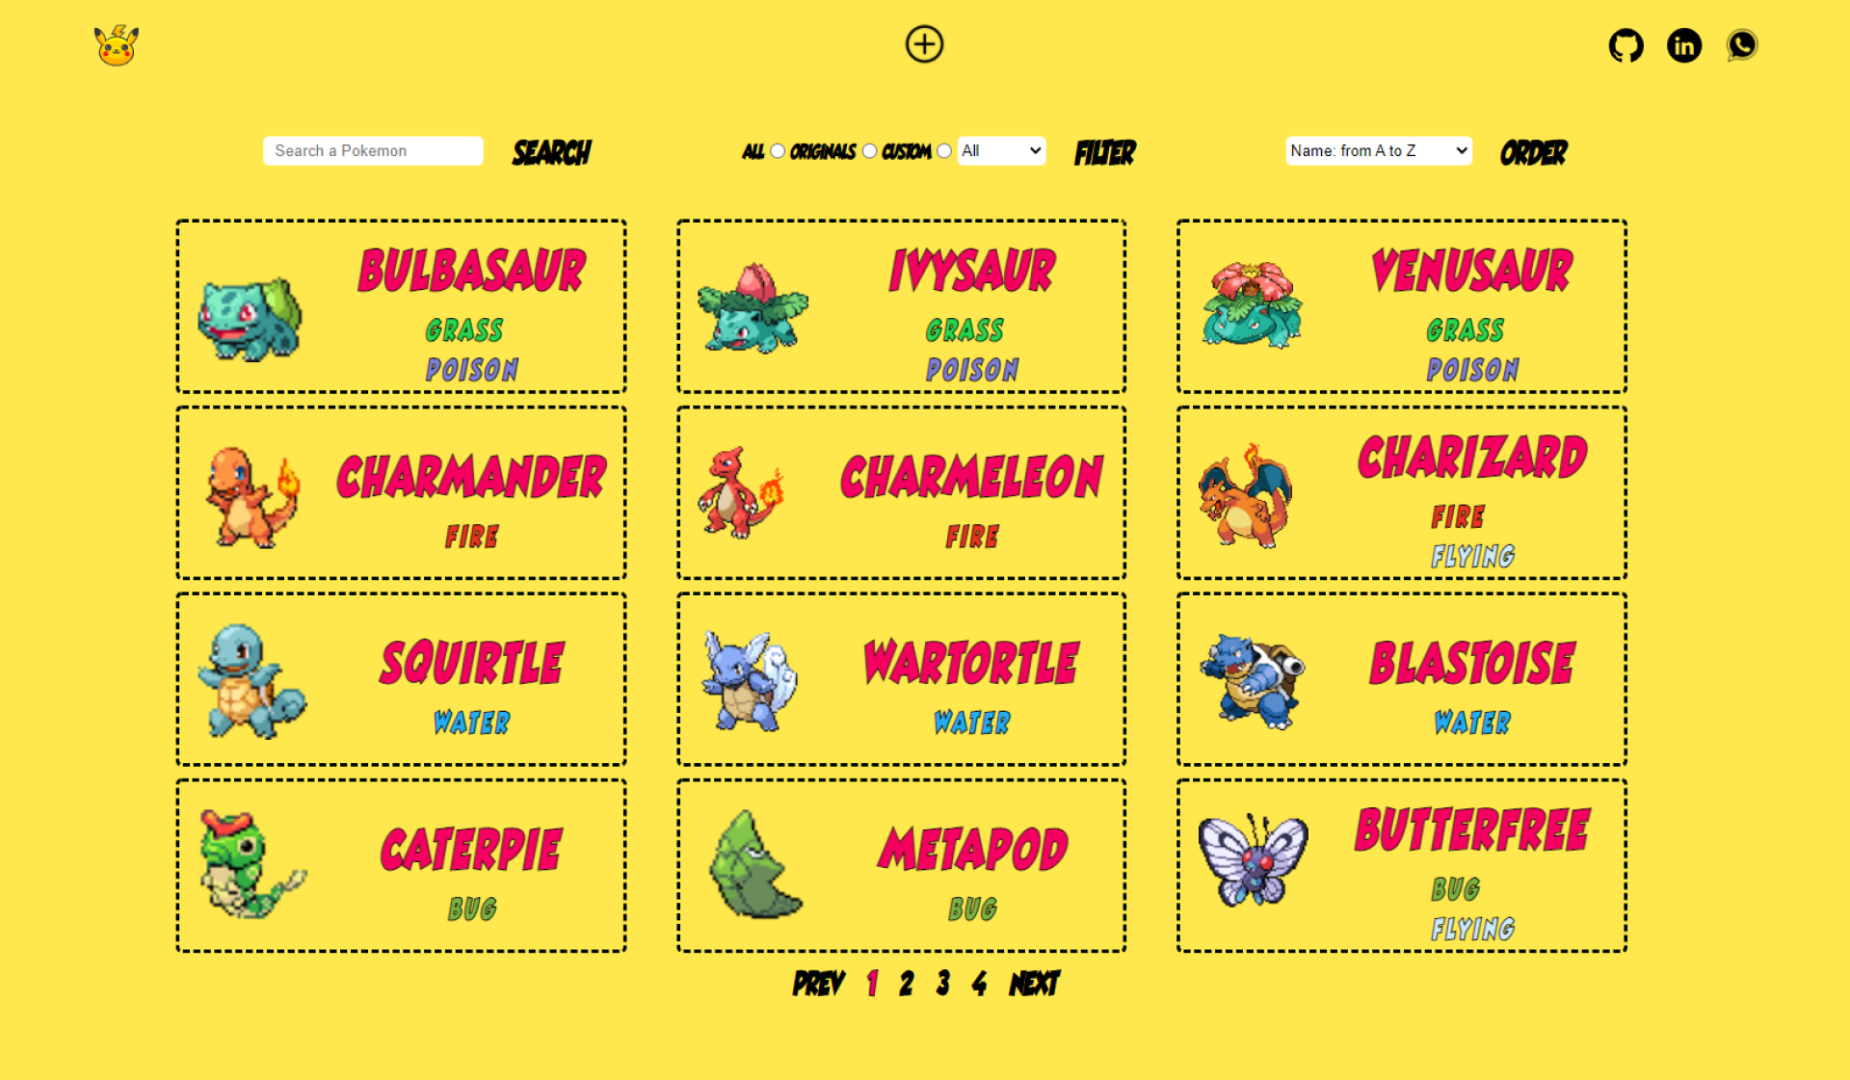 in
Search a Pokemon SEARCH ALL ORIGINALS CUSTOM All FILTER Name: from A to Z ORDER
BULBASAUR
GRASS
POISON
IVYSAUR
GRASS
POISON
VENUSAUR
GRASS
POISON
CHARMANDER
FIRE
CHARMELEON
FIRE
CHARIZARD
FIRE
FLYING
SQUIRTLE
WATER
WARTORTLE
WATER
BLASTOISE
WATER
CATERPIE
BUG
METAPOD
BUG
BUTTERFREE
BUG
FLYING
PREV 1 2 3 4 NEXT